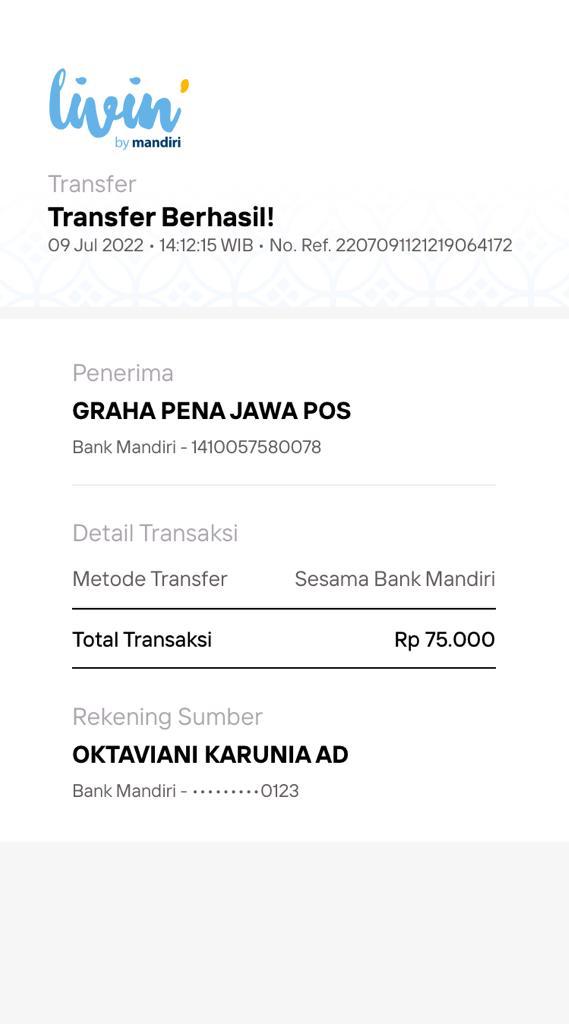 livin'
by mandiri
Transfer
Transfer Berhasil!
09 Jul 2022 • 14:12:15 WIB • No. Ref. 2207091121219064172
Penerima
GRAHA PENA JAWA POS
Bank Mandiri - 1410057580078
Detail Transaksi
Metode Transfer Sesama Bank Mandiri
Total Transaksi Rp 75.000
Rekening Sumber
OKTAVIANI KARUNIA AD
Bank Mandiri - •••••••••0123